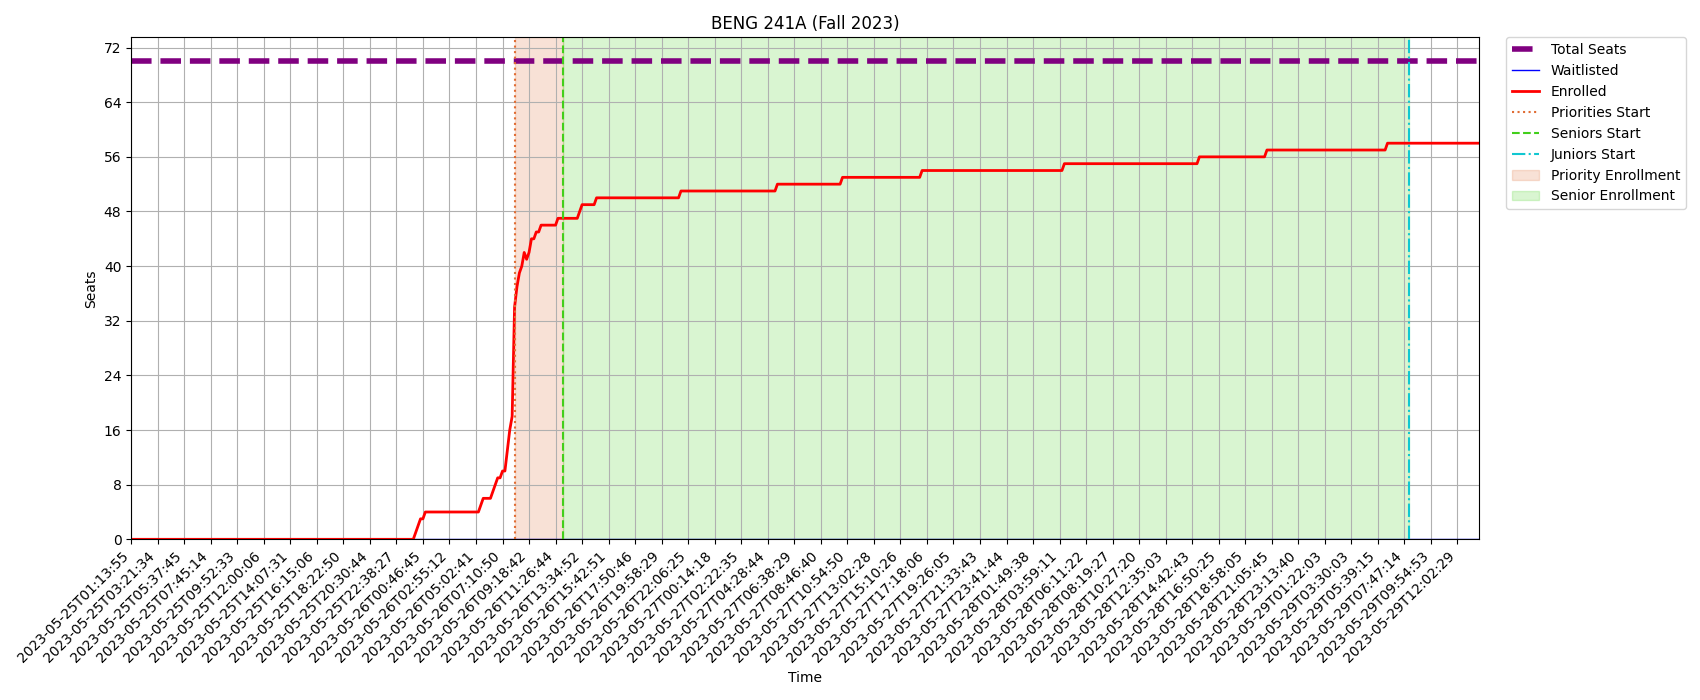 BENG 241A (Fall 2023)
72
64
56
48
40
32
24
16
8
0
Seats
2023-05-25T01:13:55
2023-05-25T03:21:34
2023-05-25T05:37:45
2023-05-25T07:45:14
2023-05-25T09:52:33
2023-05-25T12:00:06
2023-05-25T14:07:31
2023-05-25T16:15:06
2023-05-25T18:22:50
2023-05-25T20:30:44
2023-05-25T22:38:27
2023-05-26T00:46:45
2023-05-26T02:55:12
2023-05-26T05:02:41
2023-05-26T07:10:50
2023-05-26T09:18:42
2023-05-26T11:26:44
2023-05-26T13:34:52
2023-05-26T15:42:51
2023-05-26T17:50:46
2023-05-26T19:58:29
2023-05-26T22:06:25
2023-05-27T00:14:18
2023-05-27T02:22:35
2023-05-27T04:28:44
2023-05-27T06:38:29
2023-05-27T08:46:40
2023-05-27T10:54:50
2023-05-27T13:02:28
2023-05-27T15:10:26
2023-05-27T17:18:06
2023-05-27T19:26:05
2023-05-27T21:33:43
2023-05-27T23:41:44
2023-05-28T01:49:38
2023-05-28T03:59:11
2023-05-28T06:11:22
2023-05-28T08:19:27
2023-05-28T10:27:20
2023-05-28T12:35:03
2023-05-28T14:42:43
2023-05-28T16:50:25
2023-05-28T18:58:05
2023-05-28T21:05:45
2023-05-28T23:13:40
2023-05-29T01:22:03
2023-05-29T03:30:03
2023-05-29T05:39:15
2023-05-29T07:47:14
2023-05-29T09:54:53
2023-05-29T12:02:29
Time
Total Seats
Waitlisted
Enrolled
Priorities Start
Seniors Start
Juniors Start
Priority Enrollment
Senior Enrollment